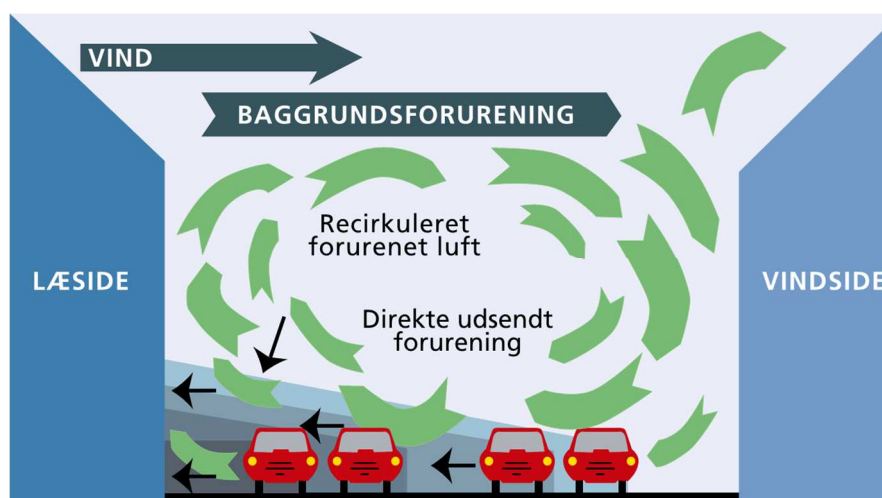 VIND
BAGGRUNDSFORURENING
Recirkuleret
forurenet luft
LÆSIDE
VINDSIDE
Direkte udsendt
forurening